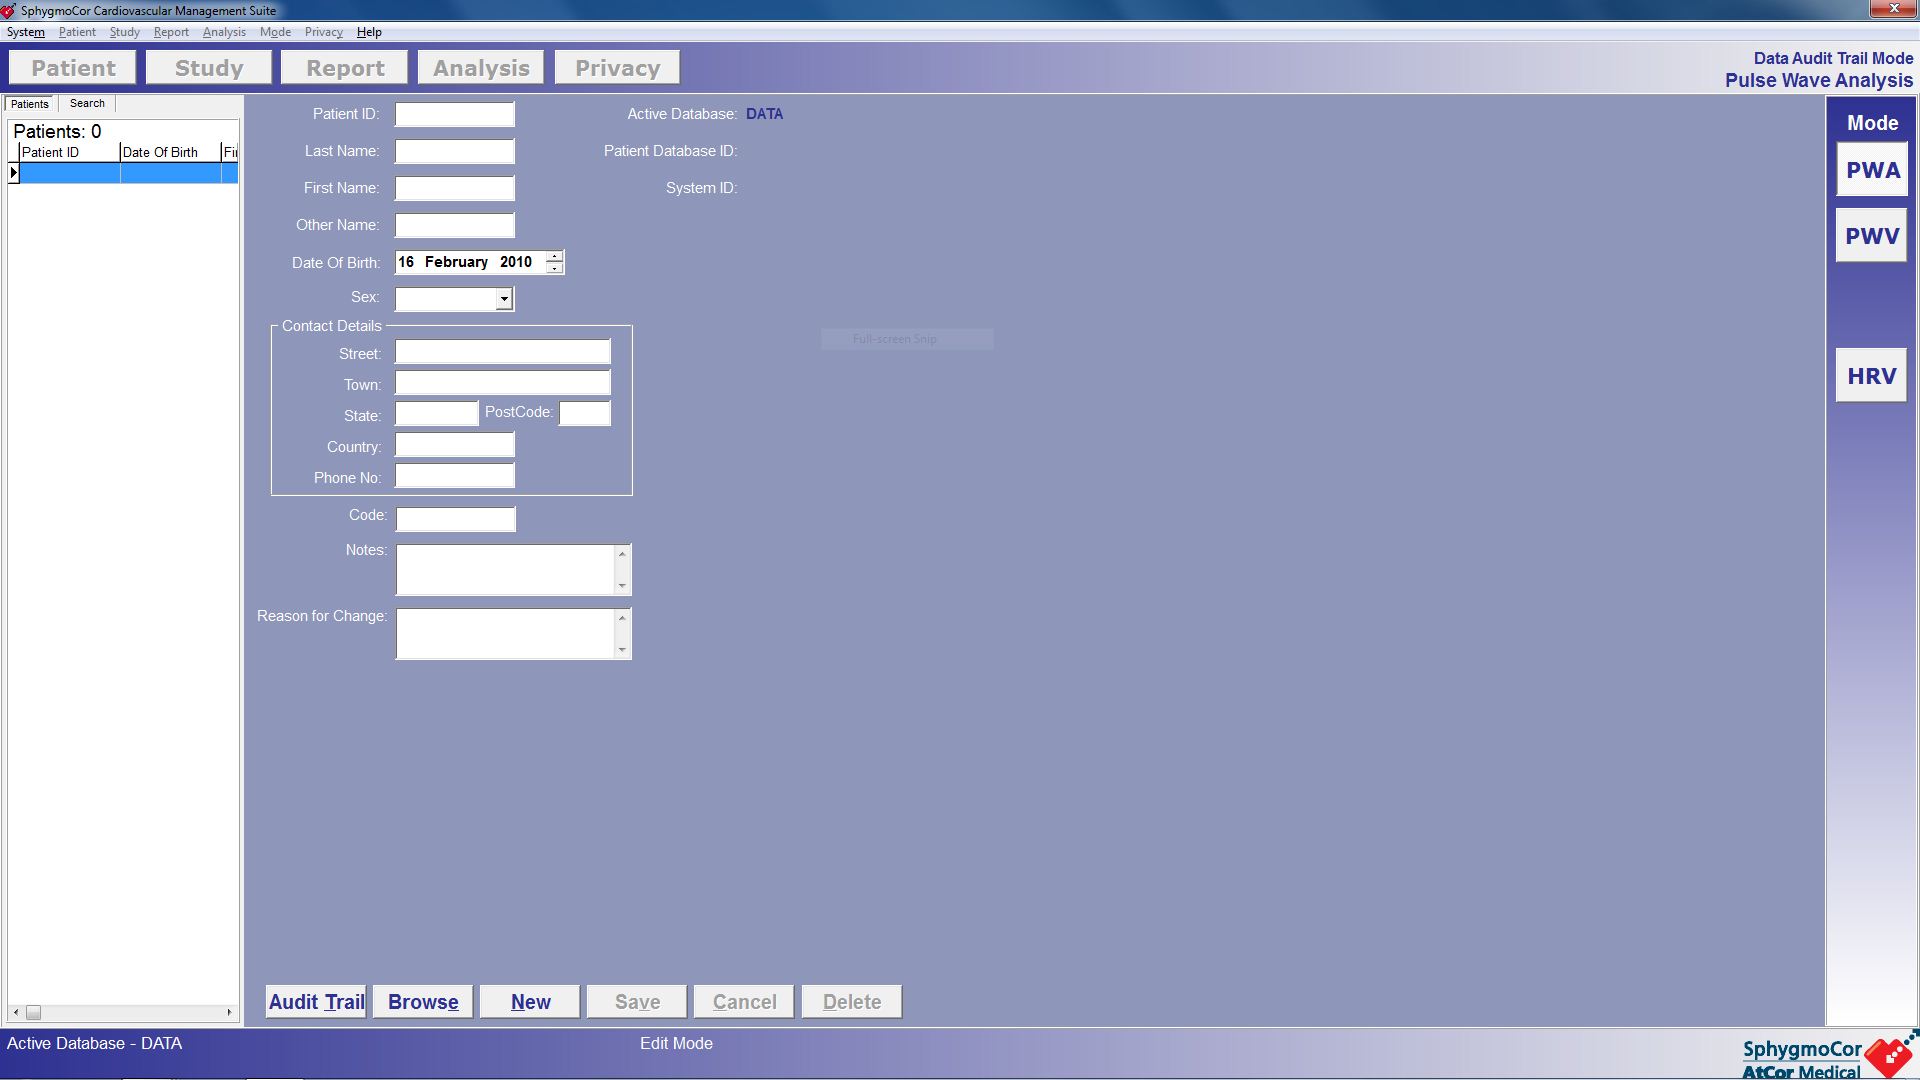 SphygmoCor Cardiovascular Management Suite
System Patient Study Report Analysis Mode Privacy Help
Patient Study Report Analysis Privacy
Data Audit Trail Mode
Pulse Wave Analysis
Patients Search
Patients: 0
Patient ID Date Of Birth Fi
Patient ID:
Active Database: DATA
Last Name:
Patient Database ID:
First Name:
System ID:
Other Name:
Date Of Birth: 16 February 2010
Sex:
Contact Details
Full-screen Snip
Street:
Town:
State: PostCode:
Country:
Phone No:
Code:
Notes:
Reason for Change:
Mode
PWA
PWV
HRV
Audit Trail Browse New Save Cancel Delete
Active Database - DATA
Edit Mode
SphygmoCor
AtCor Medical